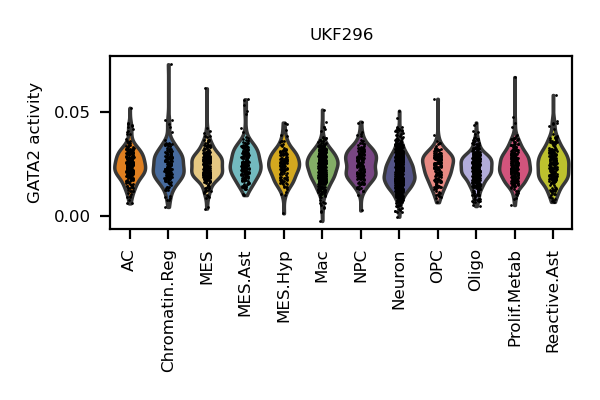 UKF296
GATA2 activity
0.05
0.00
AC
Chromatin.Reg
MES
MES.Ast
MES.Hyp
Mac
NPC
Neuron
OPC
Oligo
Prolif.Metab
Reactive.Ast